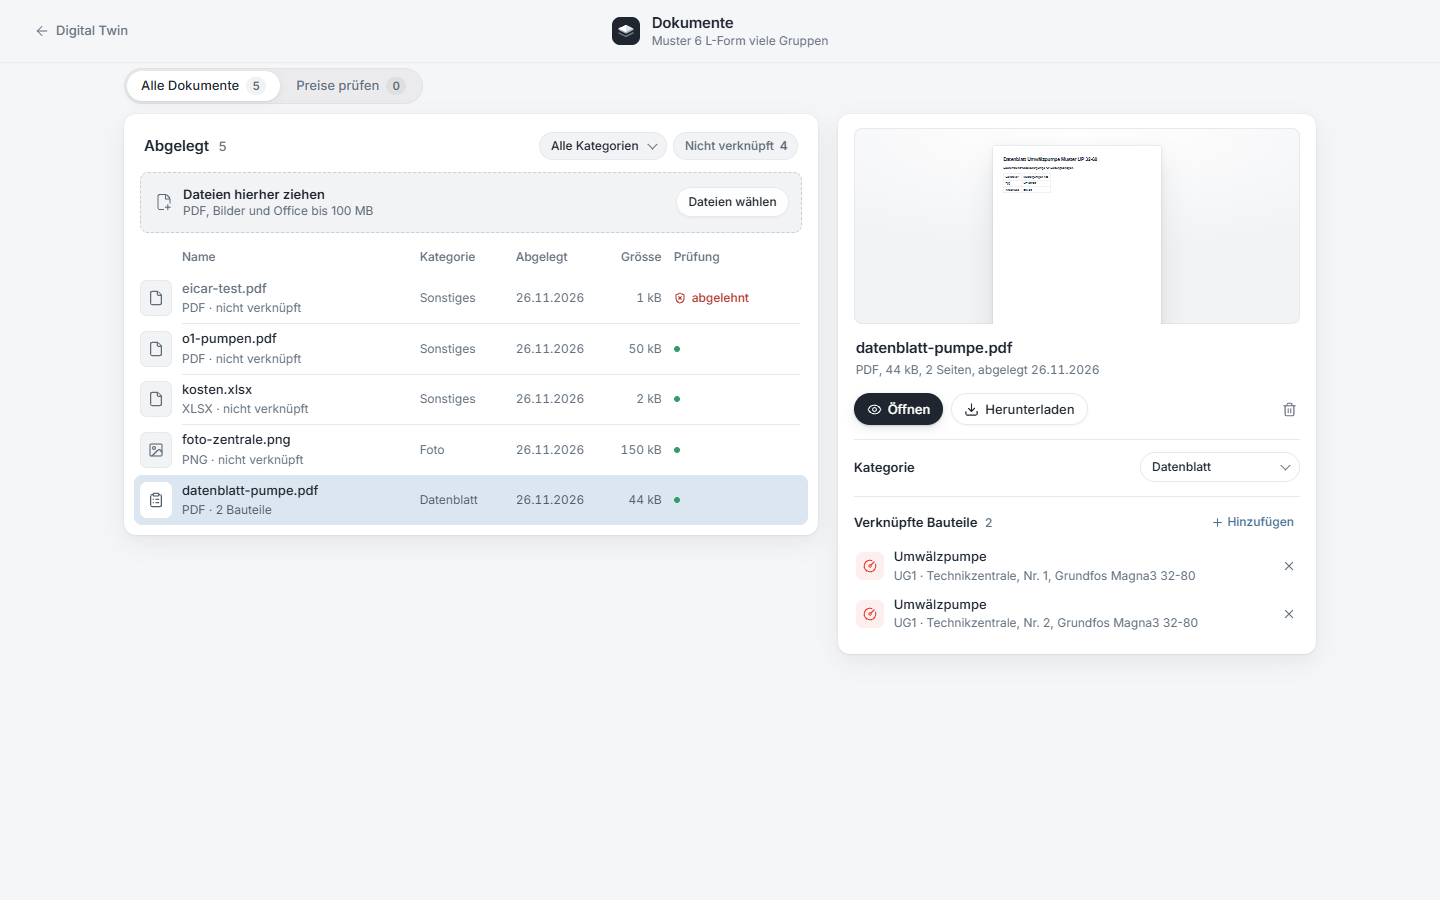 Digital Twin
Dokumente
Muster 6 L-Form viele Gruppen
Alle Dokumente 5
Preise prüfen 0
Abgelegt 5
Alle Kategorien
Nicht verknüpft 4
Dateien hierher ziehen
PDF, Bilder und Office bis 100 MB
Dateien wählen
Name Kategorie Abgelegt Grösse Prüfung
eicar-test.pdf
PDF · nicht verknüpft
Sonstiges 26.11.2026 1 kB abgelehnt
o1-pumpen.pdf
PDF · nicht verknüpft
Sonstiges 26.11.2026 50 kB
kosten.xlsx
XLSX · nicht verknüpft
Sonstiges 26.11.2026 2 kB
foto-zentrale.png
PNG · nicht verknüpft
Foto 26.11.2026 150 kB
datenblatt-pumpe.pdf
PDF · 2 Bauteile
Datenblatt 26.11.2026 44 kB
Datenblatt Umwälzpumpe Muster UP 32-80
datenblatt-pumpe.pdf
PDF, 44 kB, 2 Seiten, abgelegt 26.11.2026
Öffnen
Herunterladen
Kategorie
Datenblatt
Verknüpfte Bauteile 2
+ Hinzufügen
Umwälzpumpe
UG1 · Technikzentrale, Nr. 1, Grundfos Magna3 32-80
Umwälzpumpe
UG1 · Technikzentrale, Nr. 2, Grundfos Magna3 32-80